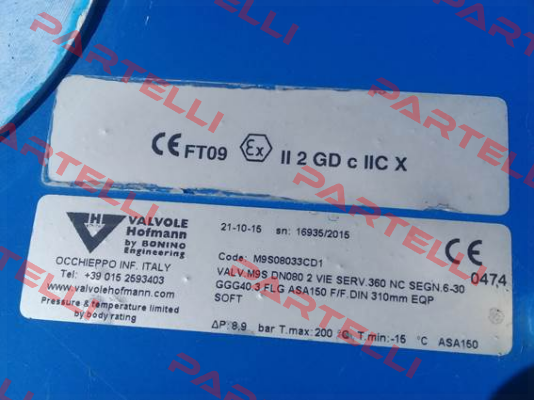 PARTELLI
CE FT09 Ex II 2 GD c IIC X
H
VALVOLE
Hofmann
by BONINO
Engineering
OCCHIEPPO INF. ITALY
Tel: +39 015 2593403
www.valvolehofmann.com
Pressure & temperature limited
by body rating
21-10-15 sn: 16935/2015
Code: M9S08033CD1
VALV.M9S DN080 2 VIE SERV.360 NC SEGN.6-30
GGG40.3 FLG ASA150 F/F.DIN 310mm EQP
SOFT
ΔP: 8,9 bar T.max: 200 °C T.min:-15 °C ASA150
CE
0474